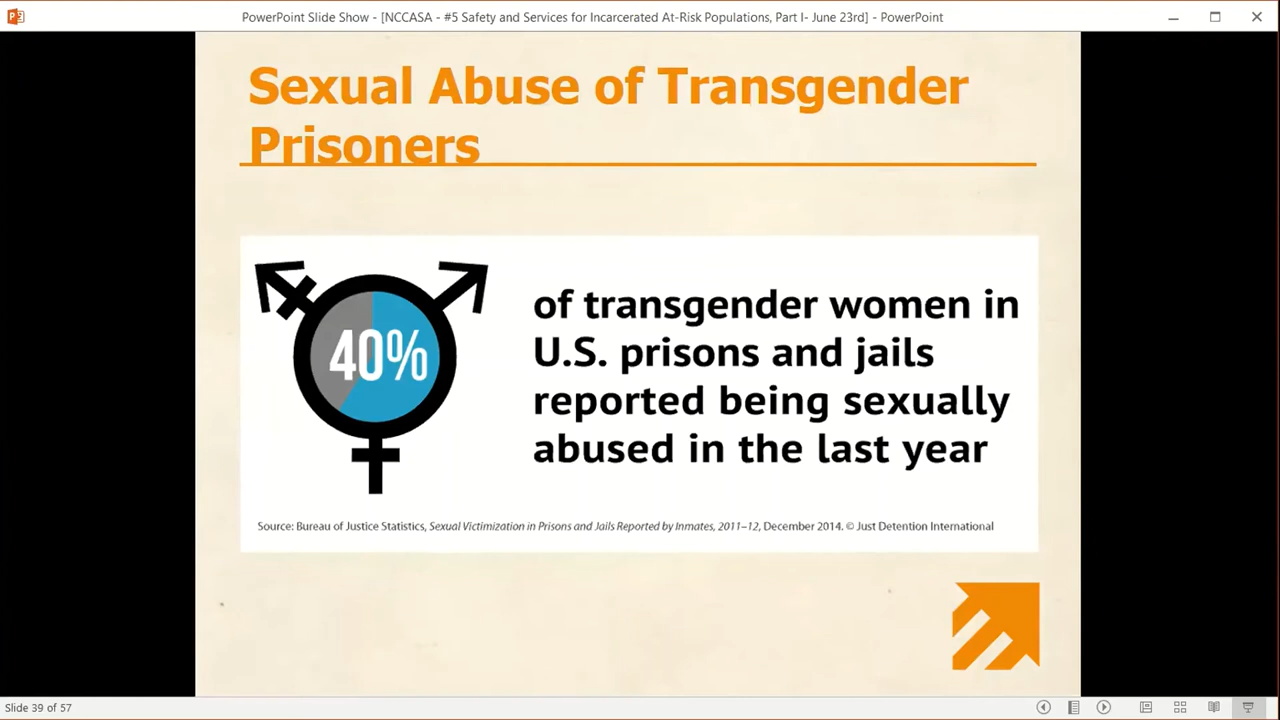 PowerPoint Slide Show - [NCCASA - #5 Safety and Services for Incarcerated At-Risk Populations, Part I- June 23rd] - PowerPoint
Sexual Abuse of Transgender
Prisoners
40%
of transgender women in
U.S. prisons and jails
reported being sexually
abused in the last year
Source: Bureau of Justice Statistics, Sexual Victimization in Prisons and Jails Reported by Inmates, 2011–12, December 2014. © Just Detention International
Slide 39 of 57